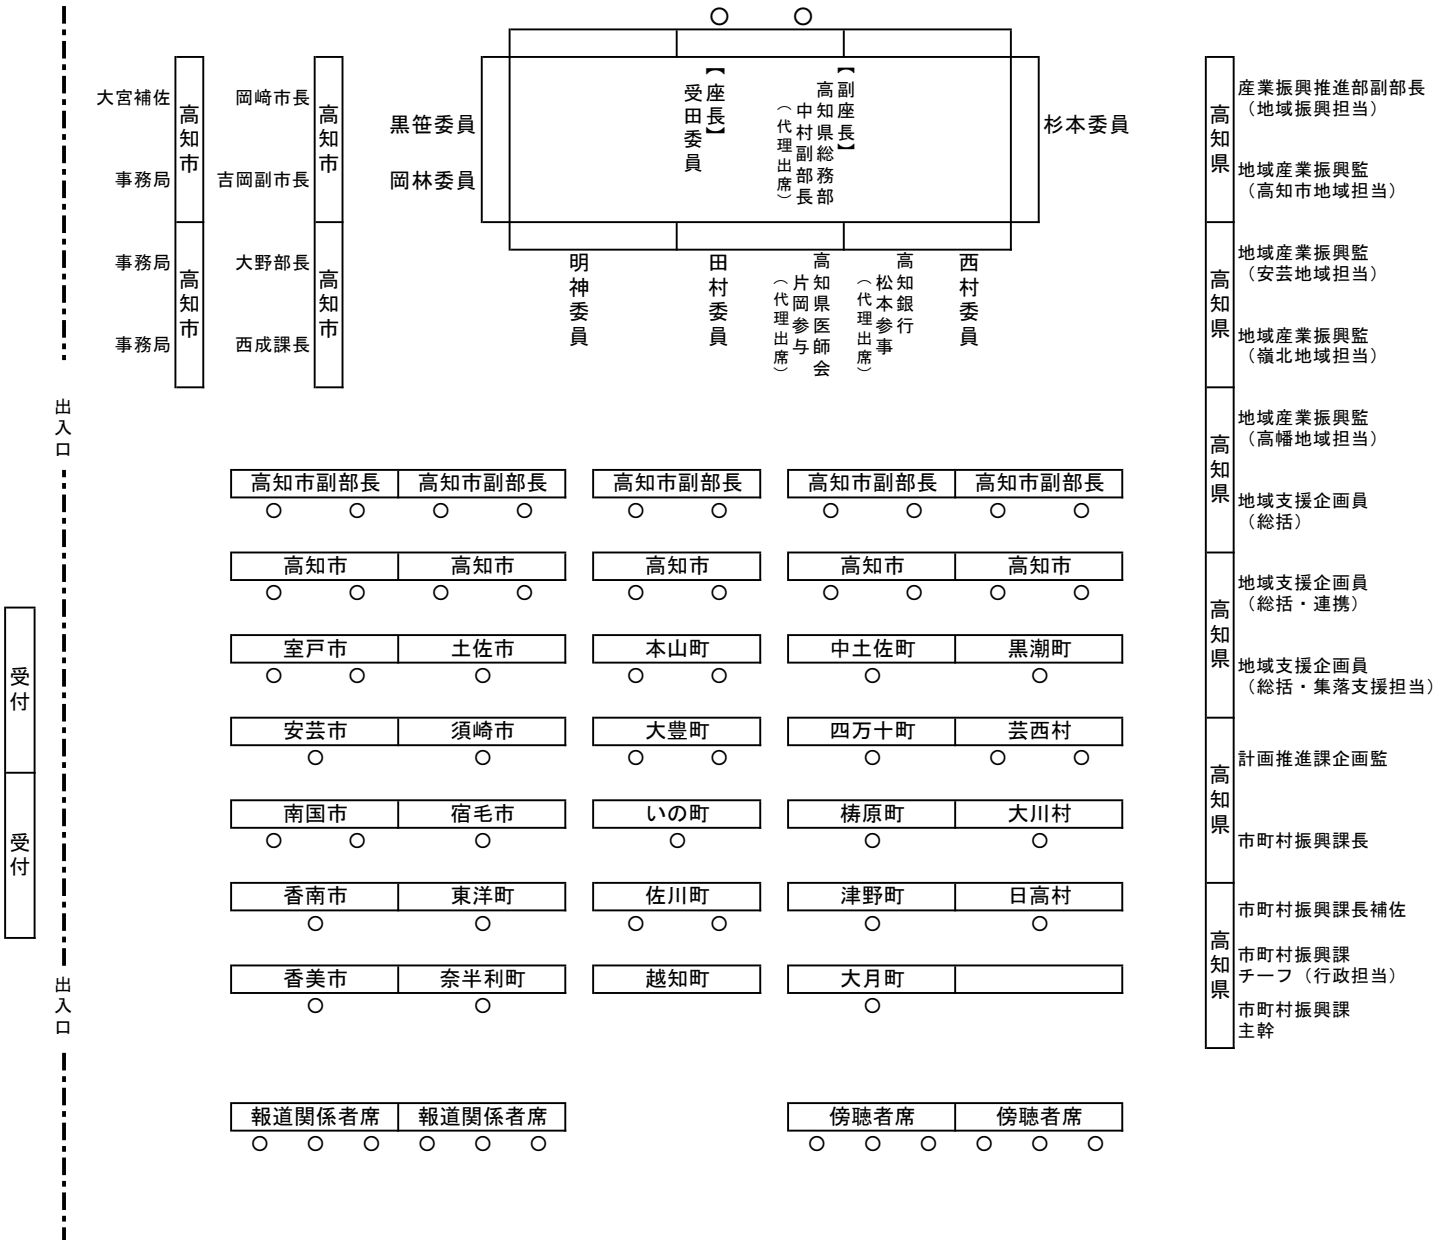 ○ ○
【座長】
受田委員
【副座長】
高知県総務部
中村副部長
（代理出席）
黒笹委員
岡林委員
杉本委員
明神委員
田村委員
高知県医師会
片岡参与
（代理出席）
高知銀行
松本参事
（代理出席）
西村委員
大宮補佐
事務局
高知市
事務局
事務局
高知市
岡﨑市長
吉岡副市長
高知市
大野部長
西成課長
高知市
出入口
受付
受付
出入口
高知市副部長 高知市副部長 高知市副部長 高知市副部長 高知市副部長
○ ○ ○ ○ ○ ○ ○ ○ ○ ○
高知市 高知市 高知市 高知市 高知市
○ ○ ○ ○ ○ ○ ○ ○ ○ ○
室戸市 土佐市 本山町 中土佐町 黒潮町
○ ○ ○ ○ ○ ○ ○
安芸市 須崎市 大豊町 四万十町 芸西村
○ ○ ○ ○ ○ ○ ○
南国市 宿毛市 いの町 梼原町 大川村
○ ○ ○ ○ ○ ○
香南市 東洋町 佐川町 津野町 日高村
○ ○ ○ ○ ○ ○
香美市 奈半利町 越知町 大月町
○ ○ ○
報道関係者席 報道関係者席 傍聴者席 傍聴者席
○ ○ ○ ○ ○ ○ ○ ○ ○ ○ ○ ○
高知県
産業振興推進部副部長
（地域振興担当）
地域産業振興監
（高知市地域担当）
高知県
地域産業振興監
（安芸地域担当）
地域産業振興監
（嶺北地域担当）
高知県
地域産業振興監
（高幡地域担当）
地域支援企画員
（総括）
高知県
地域支援企画員
（総括・連携）
地域支援企画員
（総括・集落支援担当）
高知県
計画推進課企画監
市町村振興課長
高知県
市町村振興課長補佐
市町村振興課
チーフ（行政担当）
市町村振興課
主幹